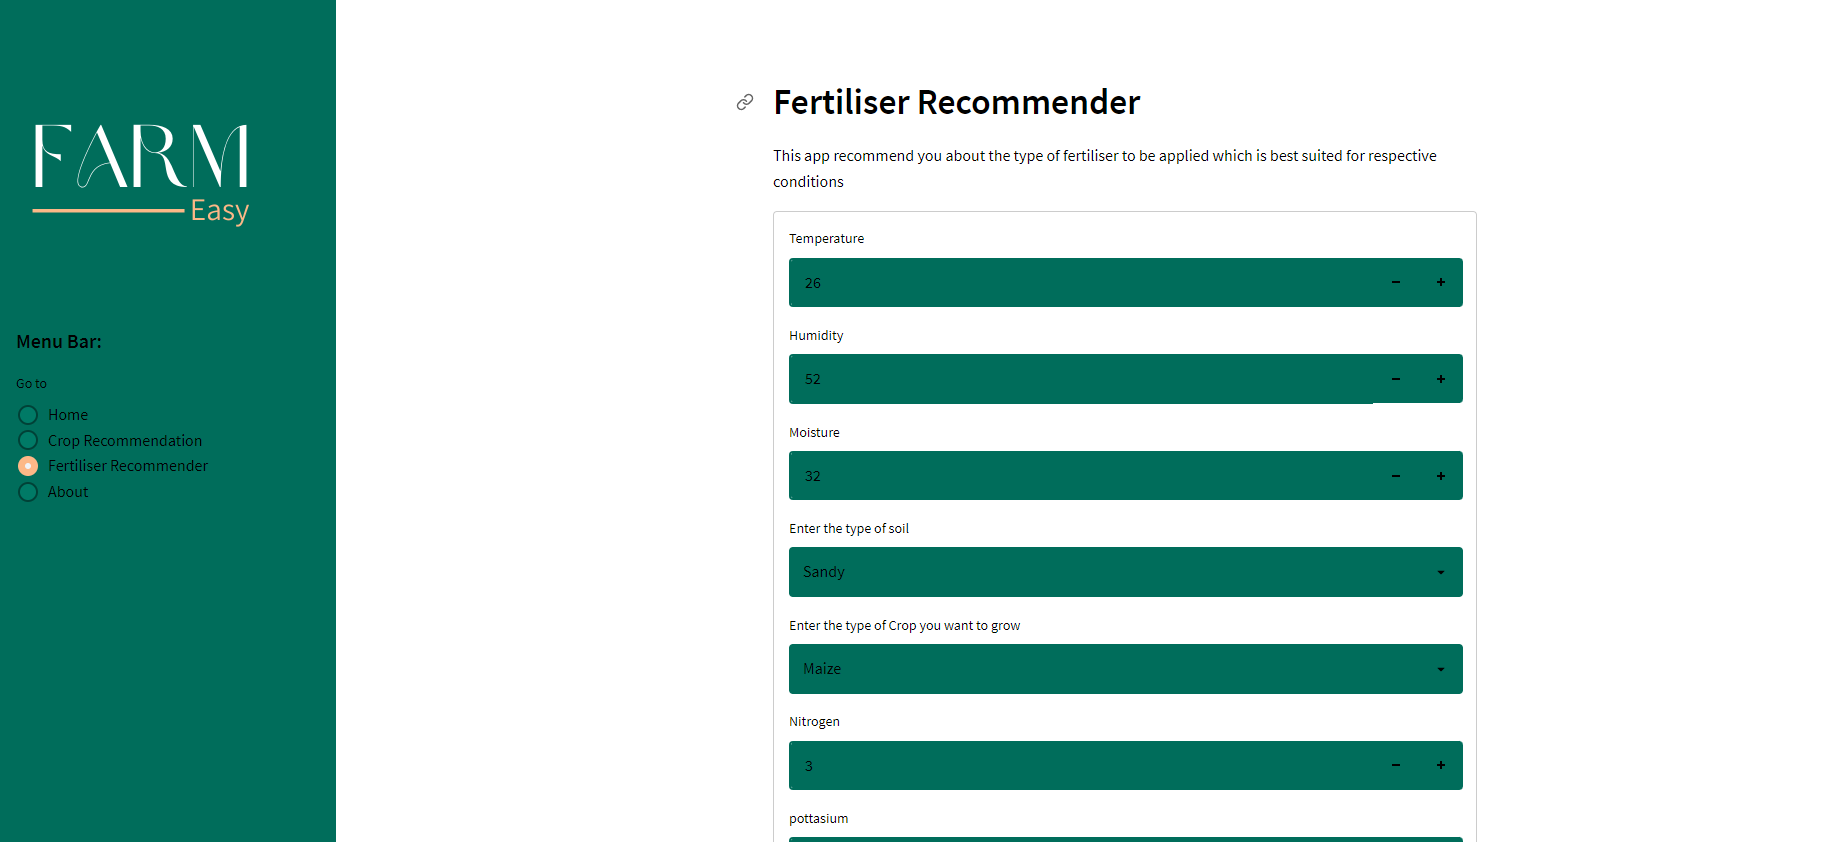 FARM
Easy
Menu Bar:
Go to
Home
Crop Recommendation
Fertiliser Recommender
About
Fertiliser Recommender
This app recommend you about the type of fertiliser to be applied which is best suited for respective
conditions
Temperature
26
Humidity
52
Moisture
32
Enter the type of soil
Sandy
Enter the type of Crop you want to grow
Maize
Nitrogen
3
pottasium